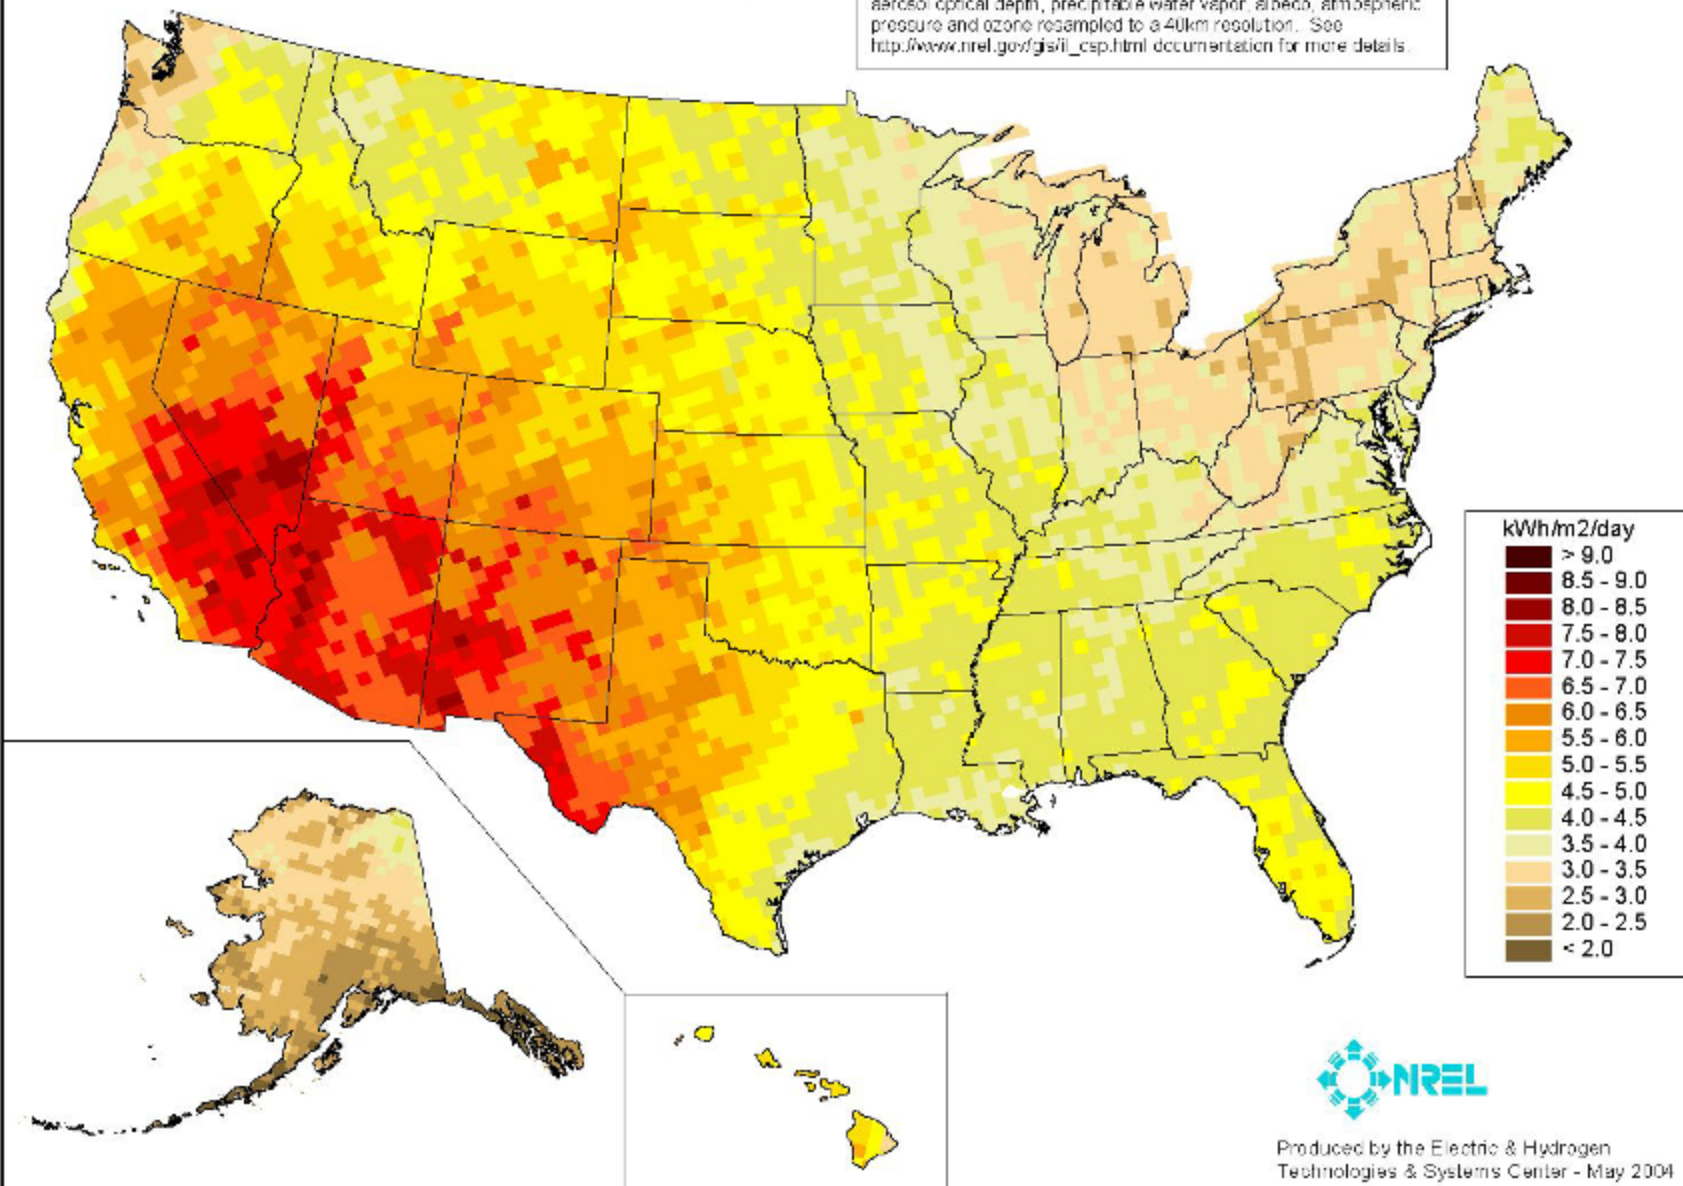 aerosol optical depth, precipitable water vapor, albedo, atmospheric
pressure and ozone resampled to a 40km resolution. See
http://www.nrel.gov/gis/il_csp.html documentation for more details.
kWh/m2/day
> 9.0
8.5 - 9.0
8.0 - 8.5
7.5 - 8.0
7.0 - 7.5
6.5 - 7.0
6.0 - 6.5
5.5 - 6.0
5.0 - 5.5
4.5 - 5.0
4.0 - 4.5
3.5 - 4.0
3.0 - 3.5
2.5 - 3.0
2.0 - 2.5
< 2.0
NREL
Produced by the Electric & Hydrogen
Technologies & Systems Center - May 2004